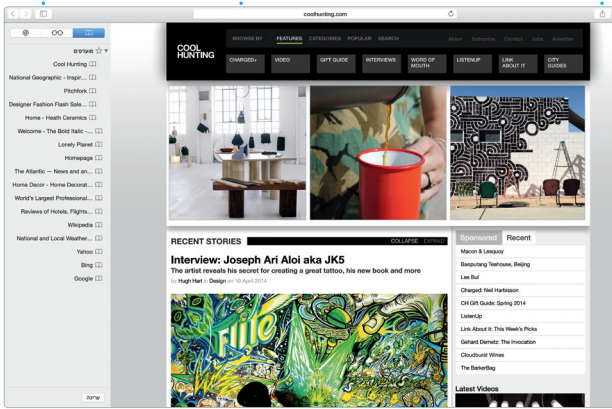 coolhunting.com
@
מועדפים
Cool Hunting
National Geographic - Inspir...
Pitchfork
Designer Fashion Flash Sale...
Home - Heath Ceramics
Welcome - The Bold Italic -...
Lonely Planet
Homepage
The Atlantic — News and an...
Home Decor - Home Decorat...
World's Largest Professional...
Reviews of Hotels, Flights...
Wikipedia
National and Local Weather...
Yahoo
Bing
Google
עריכה
COOL
HUNTING
BROWSE BY FEATURES CATEGORIES POPULAR SEARCH
About Subscribe Contact Jobs Advertise
CHARGED+
VIDEO
GIFT GUIDE
INTERVIEWS
WORD OF
MOUTH
LISTENUP
LINK
ABOUT IT
CITY
GUIDES
RECENT STORIES
COLLAPSE EXPAND
Interview: Joseph Ari Aloi aka JK5
The artist reveals his secret for creating a great tattoo, his new book and more
by Hugh Hart in Design on 16 April 2014
Sponsored Recent
Macon & Lesquoy
Baoputang Teahouse, Beijing
Lee Bul
Charged: Neil Harbisson
CH Gift Guide: Spring 2014
ListenUp
Link About It: This Week's Picks
Gehard Demetz: The Invocation
Cloudburst Wines
The BarkerBag
Latest Videos